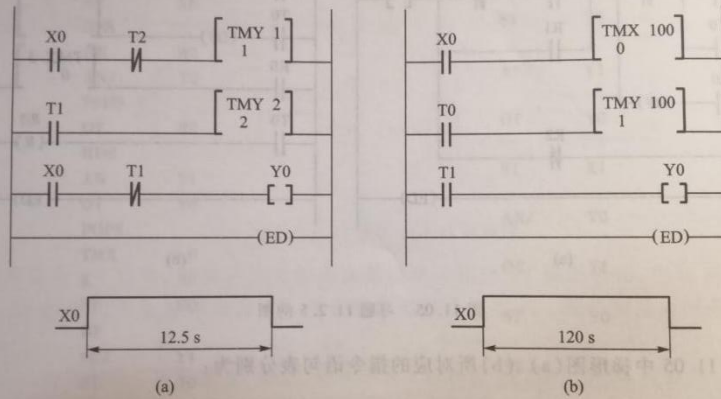 X0 T2 TMY 1
1
T1 TMY 2
2
X0 T1 Y0
(ED)
X0
12.5 s
(a)
X0 TMX 100
0
T0 TMY 100
1
T1 Y0
(ED)
X0
120 s
(b)